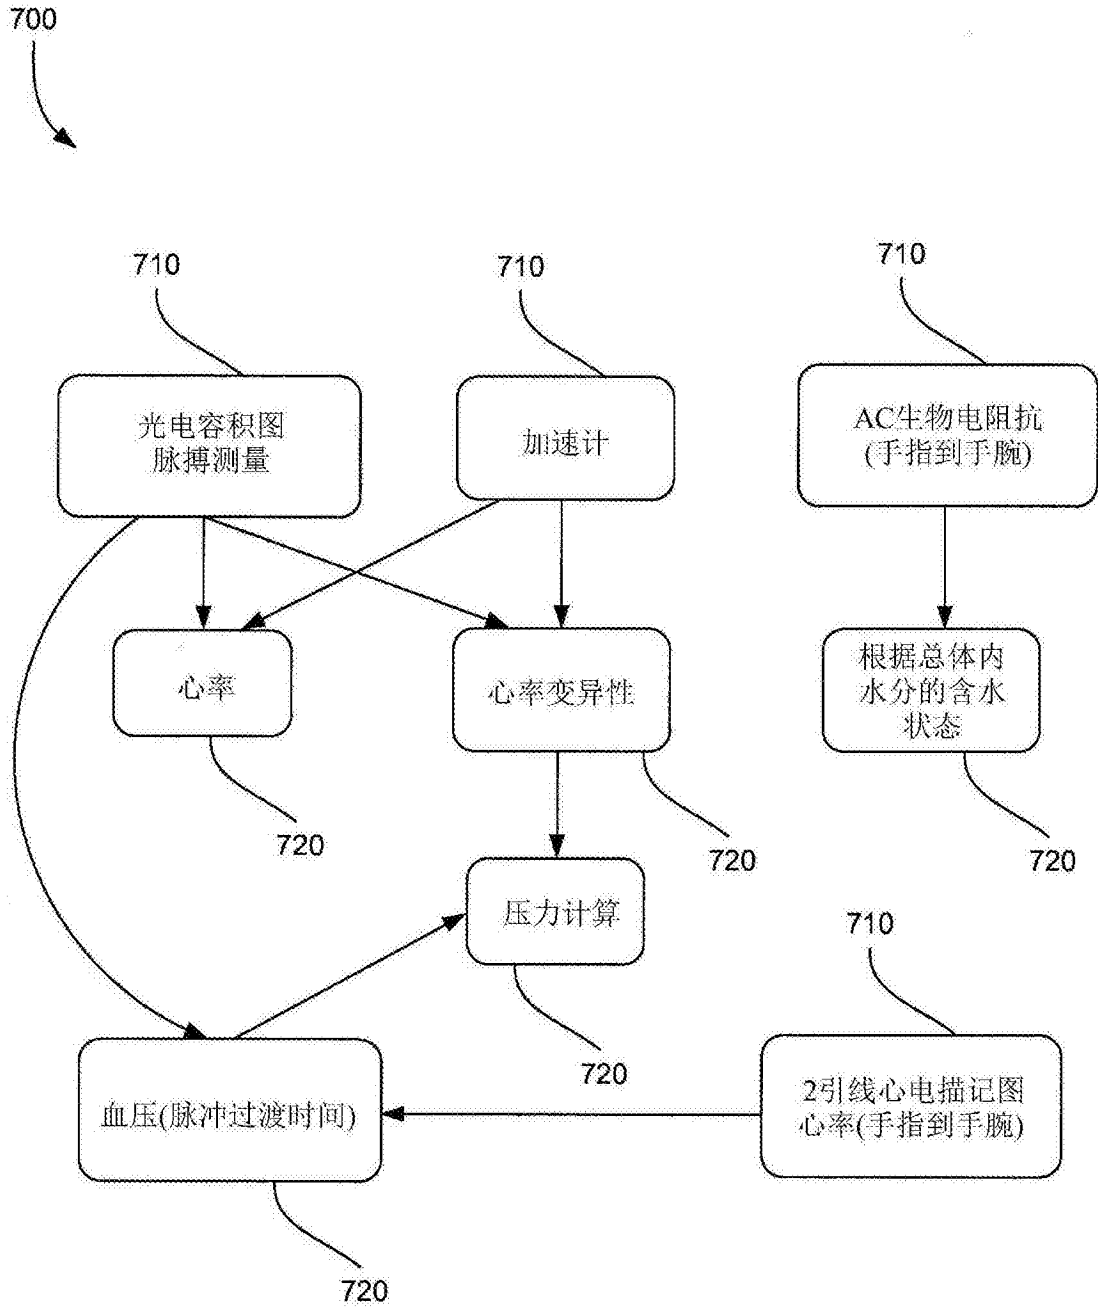 700
710
710
710
光电容积图
脉搏测量
加速计
AC生物电阻抗
(手指到手腕)
心率
心率变异性
根据总体内
水分的含水
状态
720
720
720
压力计算
710
720
血压(脉冲过渡时间)
2引线心电描记图
心率(手指到手腕)
720